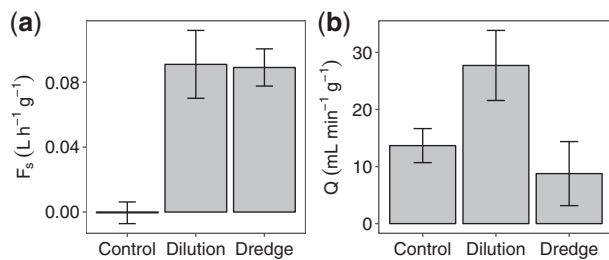 (a)
F_s (L h⁻¹ g⁻¹)
0.08
0.04
0.00
Control Dilution Dredge
(b)
Q (mL min⁻¹ g⁻¹)
30
20
10
0
Control Dilution Dredge